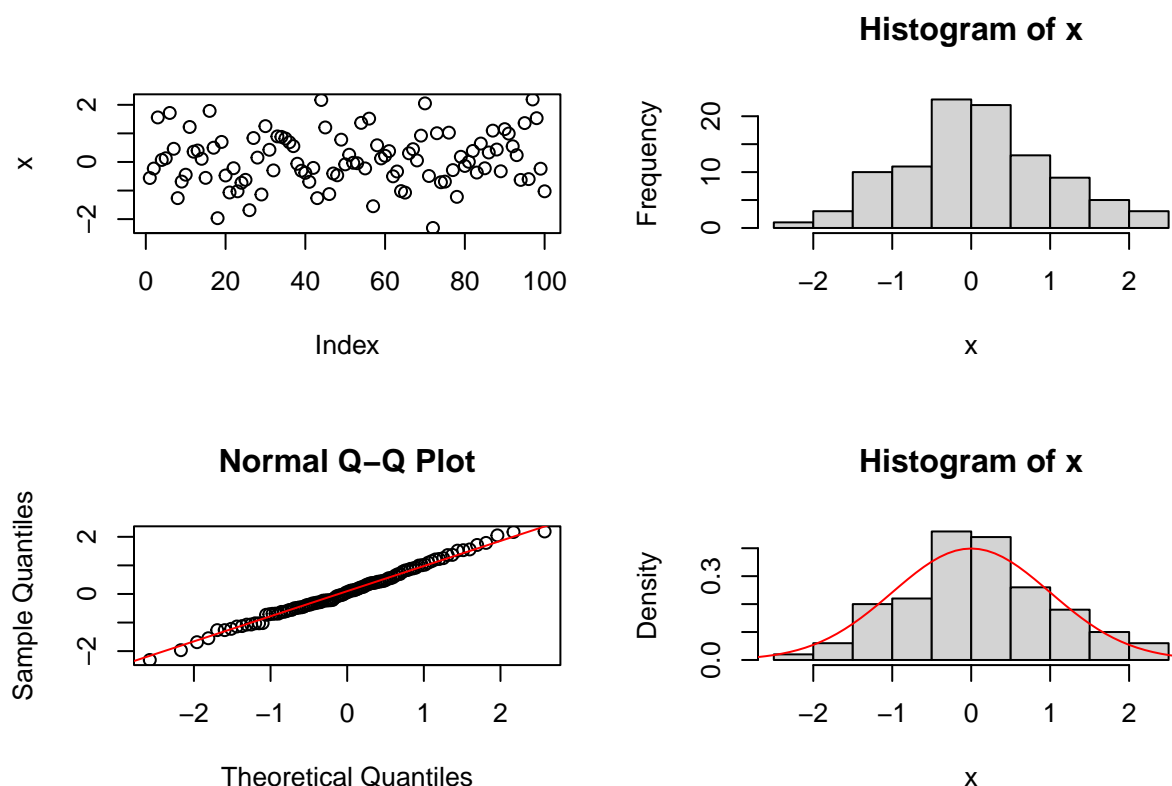 x
2
0
−2
0 20 40 60 80 100
Index
Histogram of x
Frequency
20
10
0
−2 −1 0 1 2
x
Normal Q−Q Plot
Sample Quantiles
2
0
−2
−2 −1 0 1 2
Theoretical Quantiles
Histogram of x
Density
0.3
0.0
−2 −1 0 1 2
x